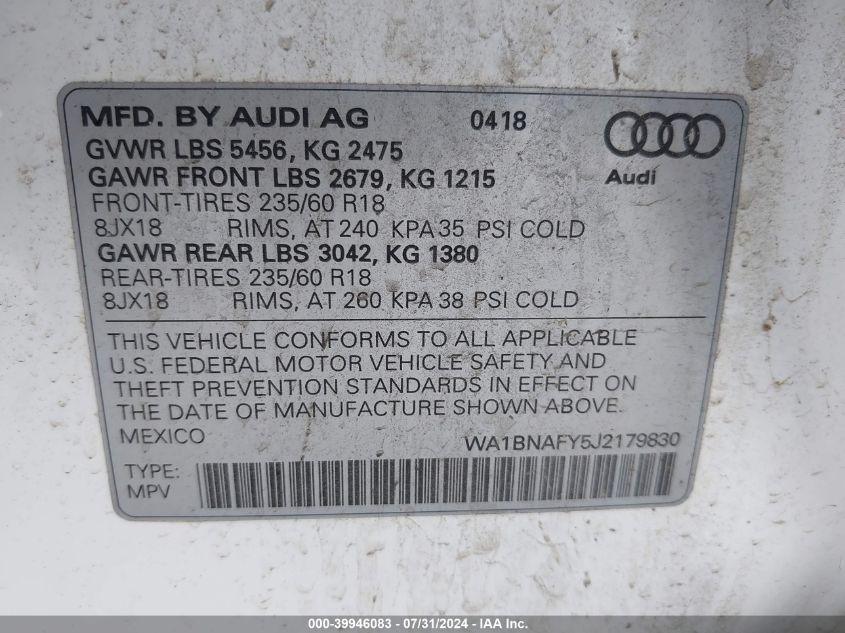 MFD. BY AUDI AG 0418
GVWR LBS 5456, KG 2475
GAWR FRONT LBS 2679, KG 1215
Audi
FRONT-TIRES 235/60 R18
8JX18 RIMS, AT 240 KPA 35 PSI COLD
GAWR REAR LBS 3042, KG 1380
REAR-TIRES 235/60 R18
8JX18 RIMS, AT 260 KPA 38 PSI COLD
THIS VEHICLE CONFORMS TO ALL APPLICABLE
U.S. FEDERAL MOTOR VEHICLE SAFETY AND
THEFT PREVENTION STANDARDS IN EFFECT ON
THE DATE OF MANUFACTURE SHOWN ABOVE.
MEXICO WA1BNAFY5J2179830
TYPE:
MPV
000-39946083 - 07/31/2024 - IAA Inc.